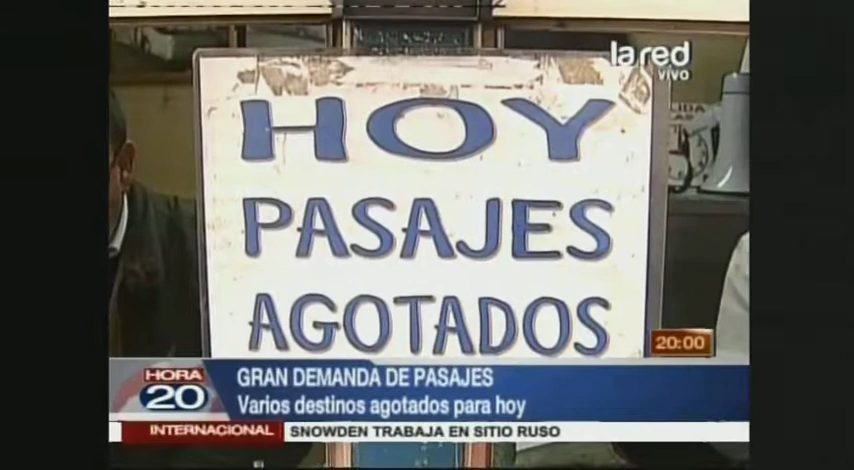 la red
vivo
HOY
PASAJES
AGOTADOS
20:00
HORA
20
GRAN DEMANDA DE PASAJES
Varios destinos agotados para hoy
INTERNACIONAL
SNOWDEN TRABAJA EN SITIO RUSO